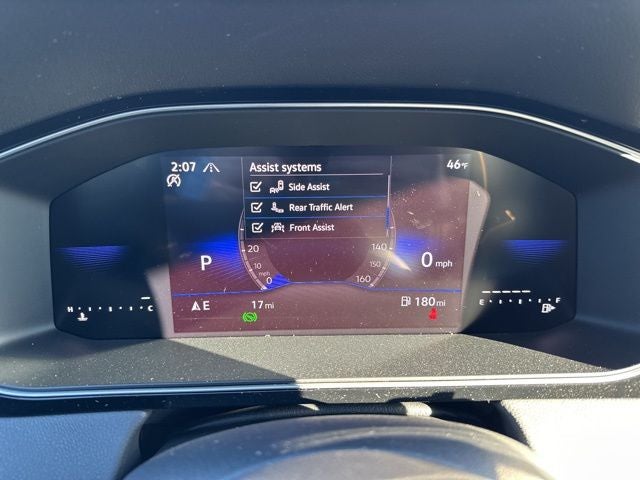 2:07
Assist systems
46°F
Side Assist
Rear Traffic Alert
Front Assist
20 140
P 10 mph 150 0 mph
0 160
H C E F
E 17 mi 180 mi